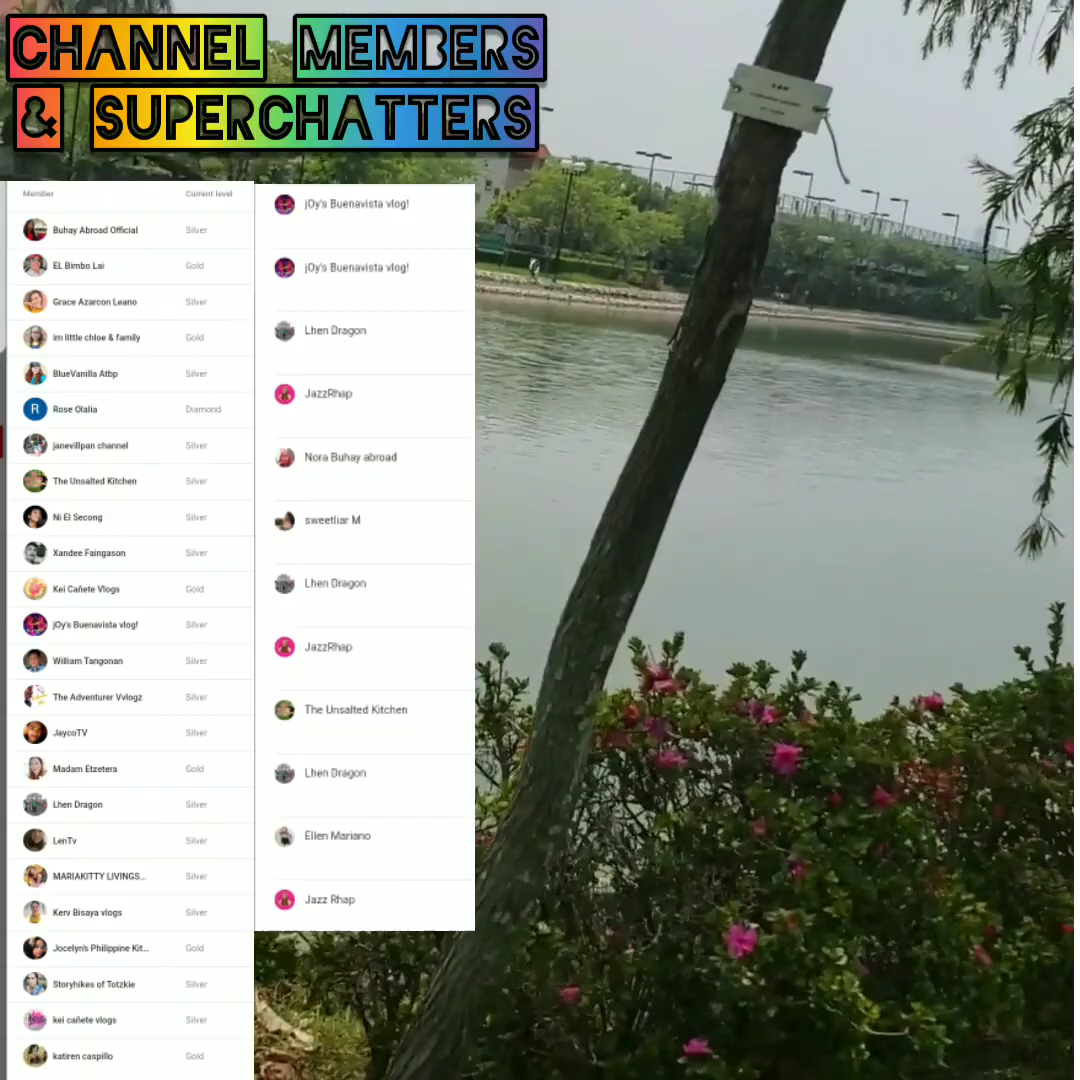 CHANNEL MEMBERS
& SUPERCHATTERS
Member Current level
Buhay Abroad Official Silver
EL Bimbo Lai Gold
Grace Azarcon Leano Silver
im little chloe & family Gold
BlueVanilla Atbp Silver
R Rose Olalia Diamond
janevillpan channel Silver
The Unsalted Kitchen Silver
Ni El Secong Silver
Xandee Faingason Silver
Kei Cañete Vlogs Gold
jOy's Buenavista vlog! Silver
William Tangonan Silver
The Adventurer Vvlogz Silver
JaycoTV Silver
Madam Etzetera Gold
Lhen Dragon Silver
LenTv Silver
MARIAKITTY LIVINGS... Silver
Kerv Bisaya vlogs Silver
Jocelyn's Philippine Kit... Gold
Storyhikes of Totzkie Silver
kei cañete vlogs Silver
katiren caspillo Gold
jOy's Buenavista vlog!
jOy's Buenavista vlog!
Lhen Dragon
JazzRhap
Nora Buhay abroad
sweetliar M
Lhen Dragon
JazzRhap
The Unsalted Kitchen
Lhen Dragon
Ellen Mariano
Jazz Rhap